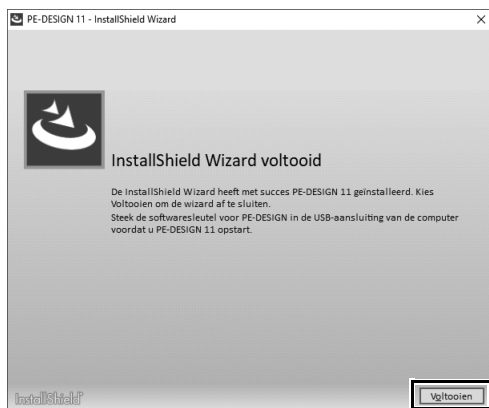 PE-DESIGN 11 - InstallShield Wizard
InstallShield Wizard voltooid
De InstallShield Wizard heeft met succes PE-DESIGN 11 geïnstalleerd. Kies
Voltooien om de wizard af te sluiten.
Steek de softwaresleutel voor PE-DESIGN in de USB-aansluiting van de computer
voordat u PE-DESIGN 11 opstart.
InstallShield
Voltooien